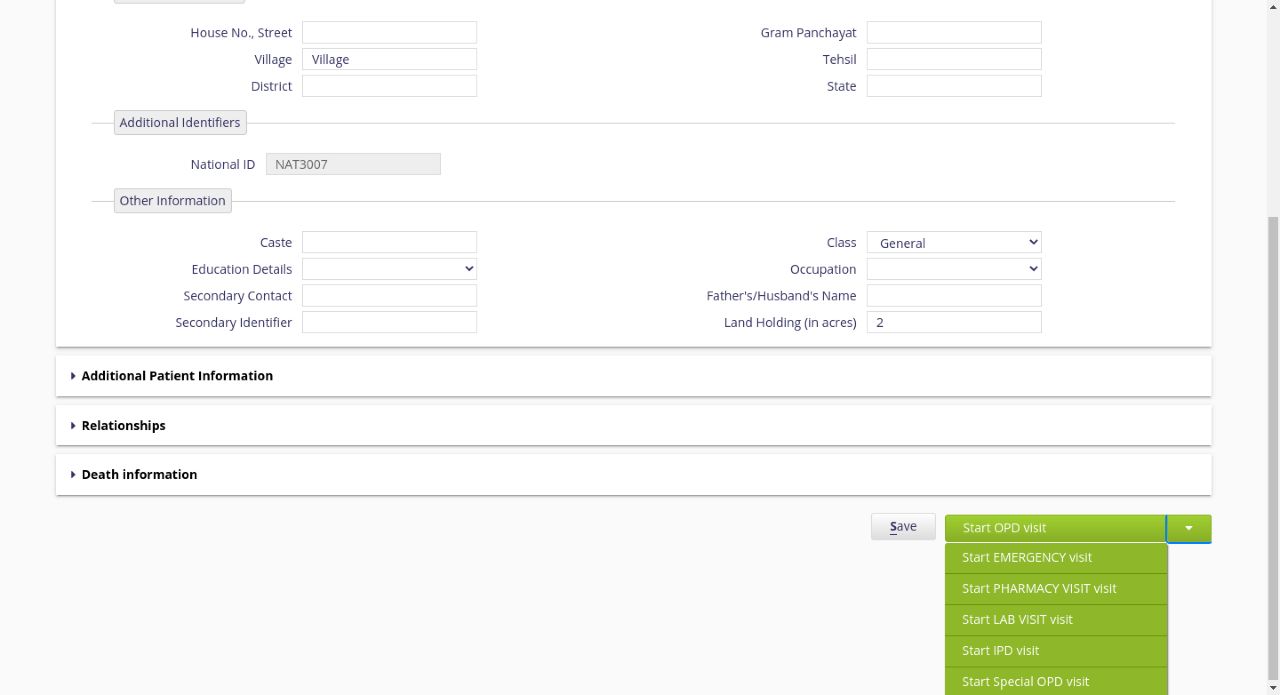 House No., Street Gram Panchayat
Village Village Tehsil
District State
Additional Identifiers
National ID NAT3007
Other Information
Caste Class General
Education Details Occupation
Secondary Contact Father's/Husband's Name
Secondary Identifier Land Holding (in acres) 2
Additional Patient Information
Relationships
Death information
Save Start OPD visit
Start EMERGENCY visit
Start PHARMACY VISIT visit
Start LAB VISIT visit
Start IPD visit
Start Special OPD visit